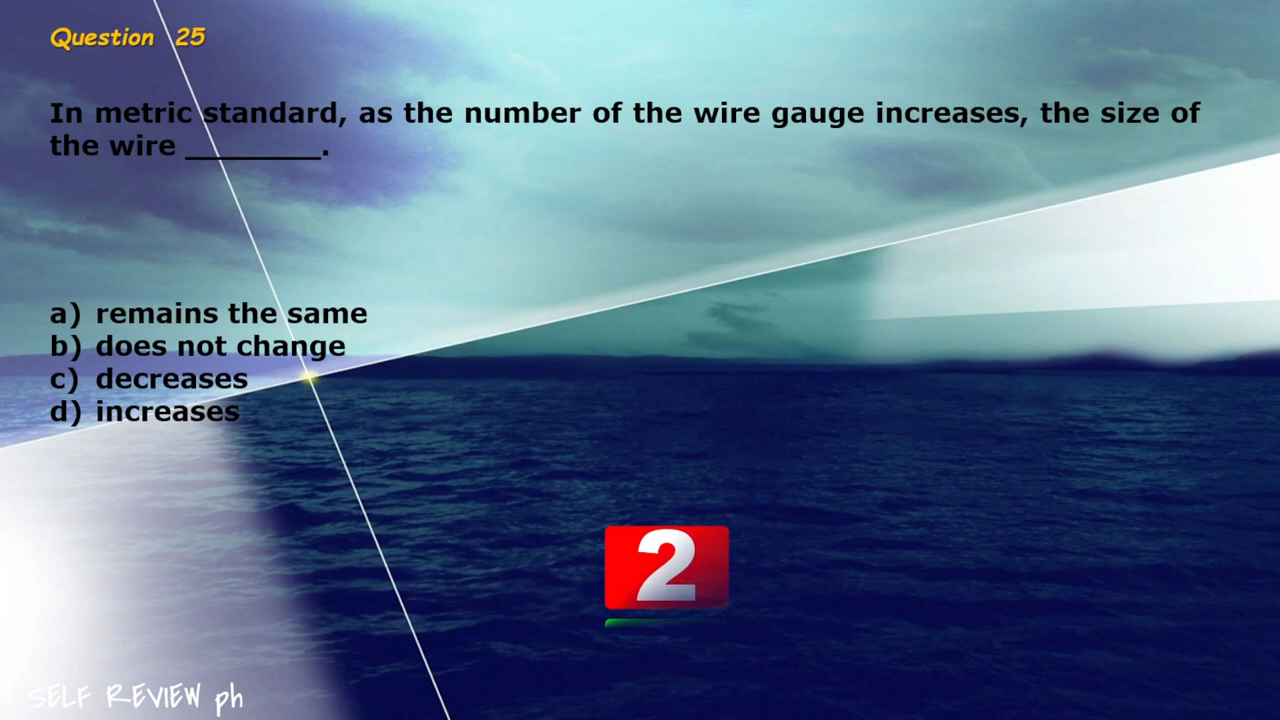 Question 25
In metric standard, as the number of the wire gauge increases, the size of
the wire ________.
a) remains the same
b) does not change
c) decreases
d) increases
2
SELF REVIEW ph